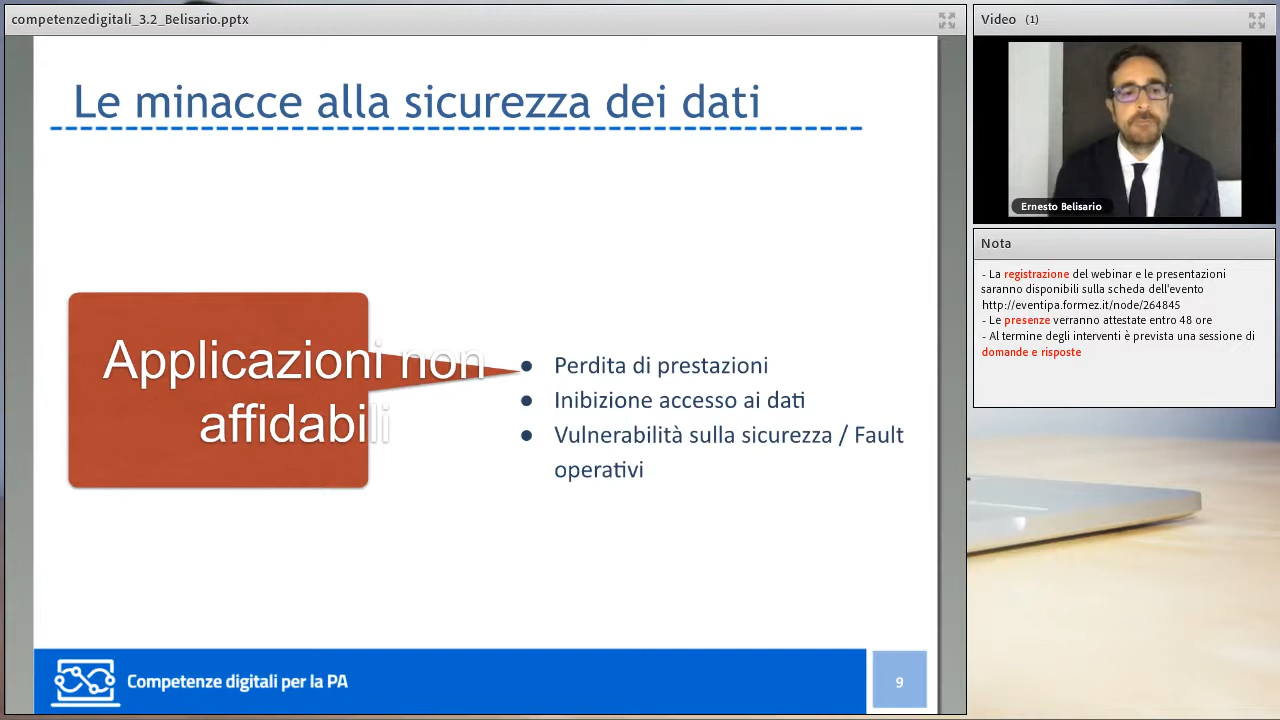 competenzedigitali_3.2_Belisario.pptx
Le minacce alla sicurezza dei dati
Applicazioni non
affidabili
● Perdita di prestazioni
● Inibizione accesso ai dati
● Vulnerabilità sulla sicurezza / Fault
operativi
Competenze digitali per la PA
9
Video (1)
Ernesto Belisario
Nota
- La registrazione del webinar e le presentazioni
saranno disponibili sulla scheda dell'evento
http://eventipa.formez.it/node/264845
- Le presenze verranno attestate entro 48 ore
- Al termine degli interventi è prevista una sessione di
domande e risposte